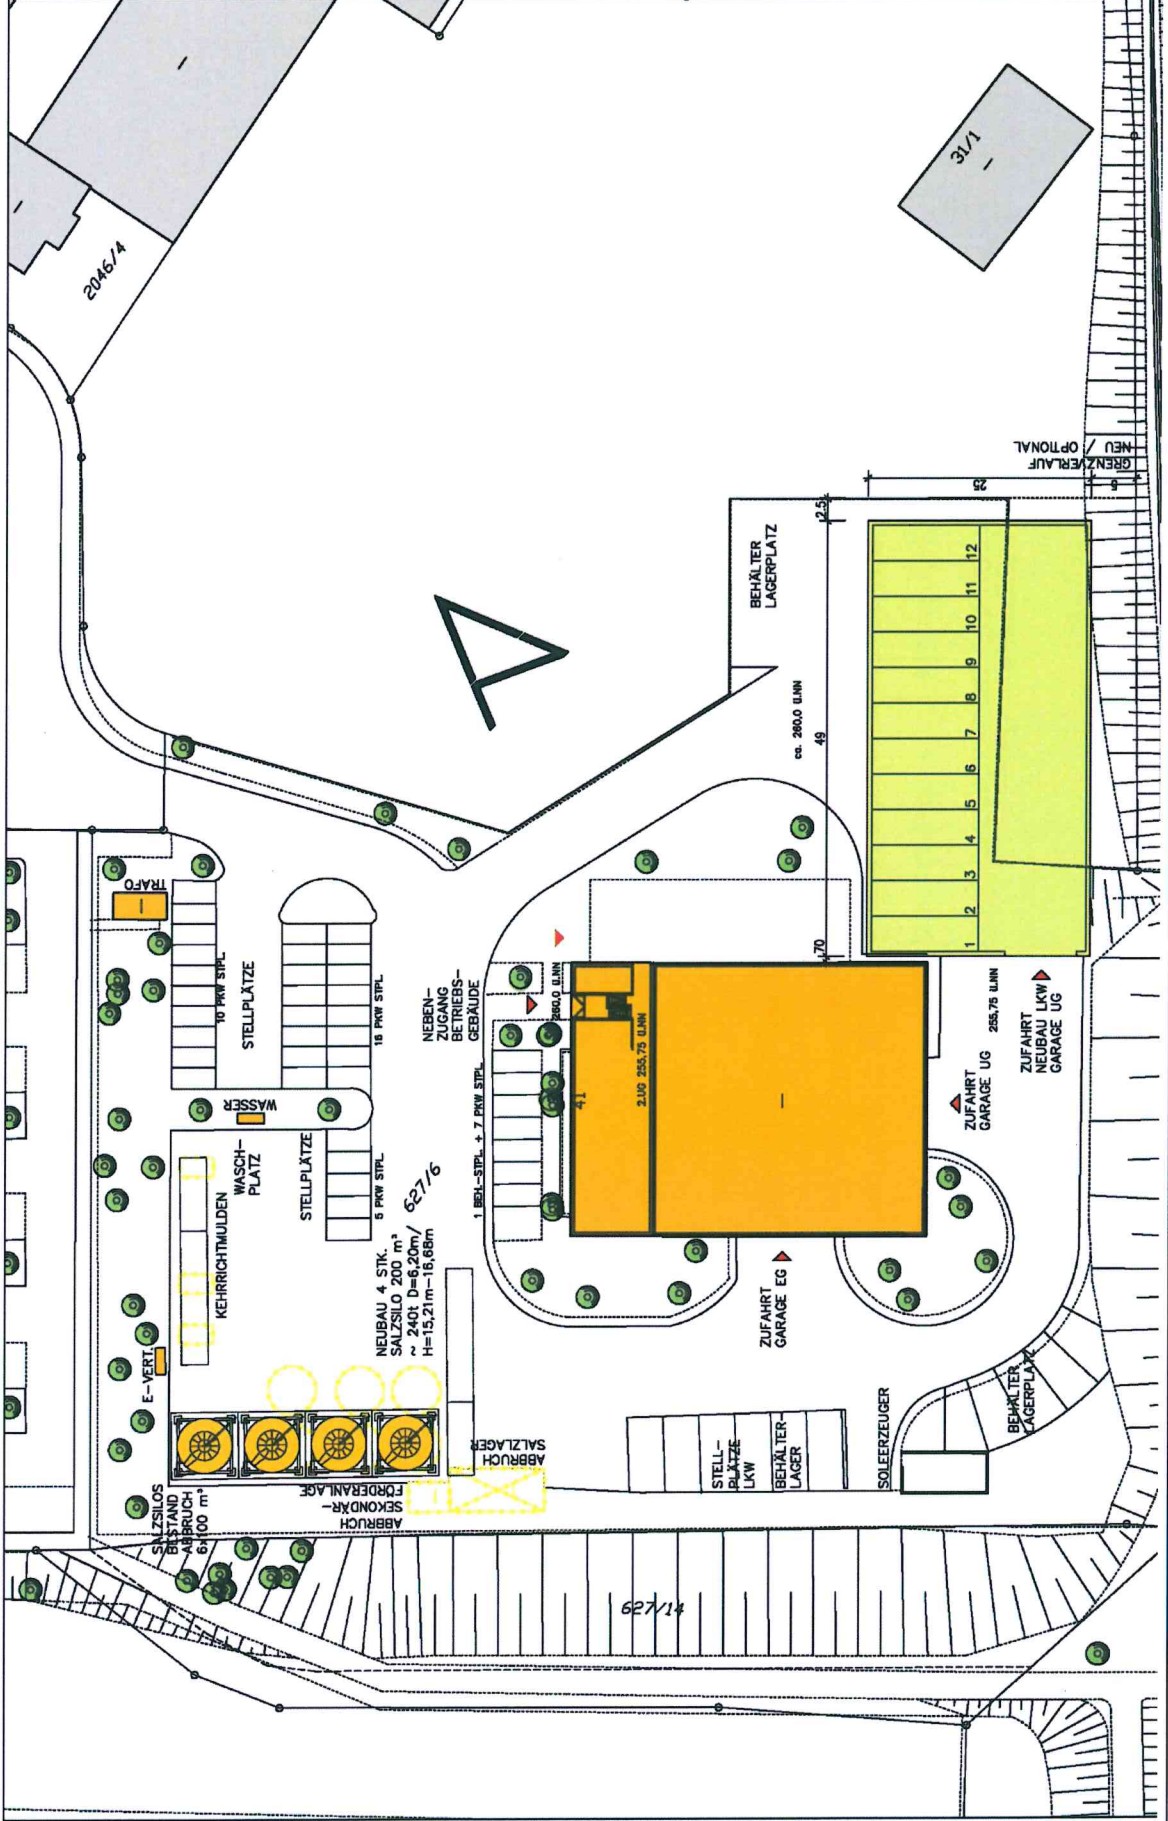 2046/4
31/1
GRENZVERLAUF
NEU / OPTIONAL
25
5
2.5
BEHÄLTER
LAGERPLATZ
ca. 260,0 ü.NN
49
1
2
3
4
5
6
7
8
9
10
11
12
TRAFO
10 PKW STPL.
STELLPLÄTZE
16 PKW STPL.
NEBEN-
ZUGANG
BETRIEBS-
GEBÄUDE
260,0 ü.NN
70
1 BEH.-STPL. + 7 PKW STPL.
41
2.UG 255,75 ü.NN
255,75 ü.NN
ZUFAHRT
NEUBAU LKW
GARAGE UG
ZUFAHRT
GARAGE UG
WASSER
WASCH-
PLATZ
STELLPLÄTZE
5 PKW STPL.
KEHRRICHTMULDEN
627/6
NEUBAU 4 STK.
SALZSILO 200 m³
~ 240t D=6,20m/
H=15,21m-16,68m
ZUFAHRT
GARAGE EG
E-VERT.
SALZSILOS
BESTAND
ABBRUCH
6x100 m³
ABBRUCH
SEKONDÄR-
FÖRDERANLAGE
ABBRUCH
SALZLAGER
STELL-
PLÄTZE
LKW
BEHÄLTER-
LAGER
SOLEERZEUGER
BEHÄLTER
LAGERPLATZ
627/14